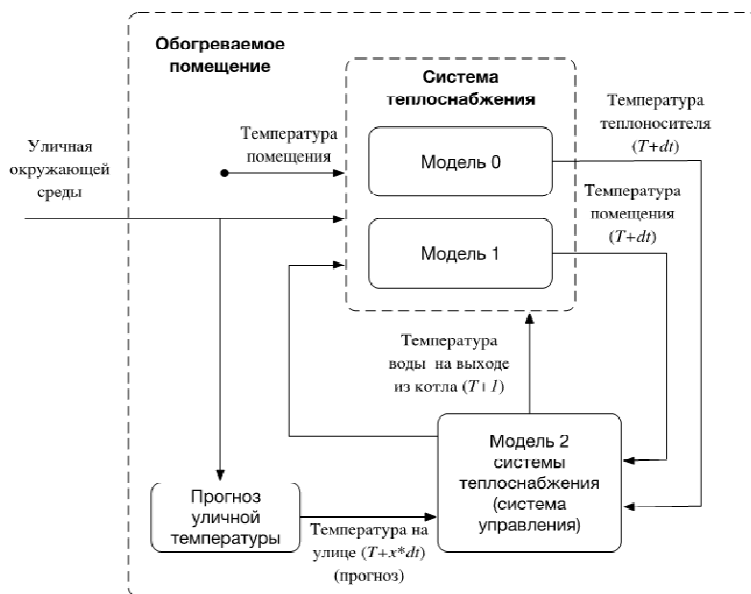 Обогреваемое
помещение
Система
теплоснабжения
Температура
теплоносителя
(T+dt)
Уличная
окружающей
среды
Температура
помещения
Модель 0
Температура
помещения
(T+dt)
Модель 1
Температура
воды на выходе
из котла (T+1)
Модель 2
системы
теплоснабжения
(система
управления)
Прогноз
уличной
температуры
Температура на
улице (T+x*dt)
(прогноз)